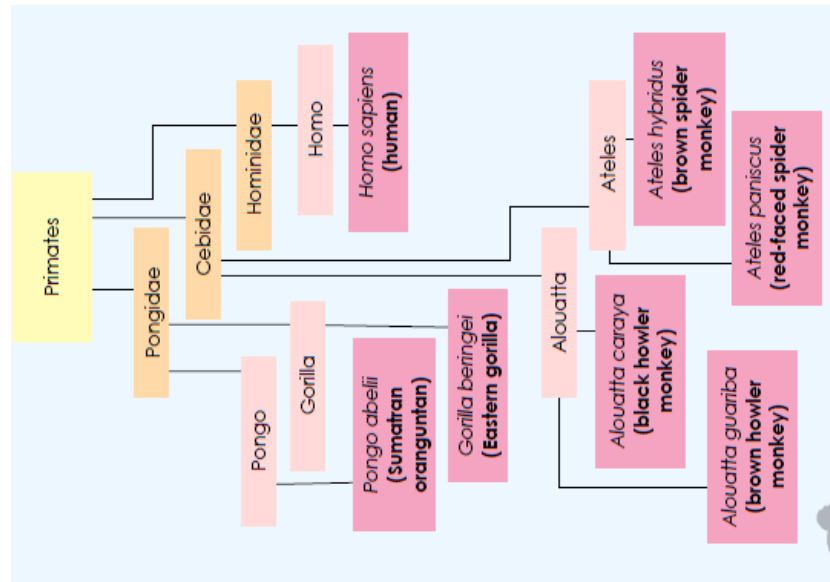 Primates
Pongidae
Cebidae
Hominidae
Pongo
Gorilla
Homo
Pongo abelii
(Sumatran
oranguntan)
Gorilla beringei
(Eastern gorilla)
Homo sapiens
(human)
Alouatta
Ateles
Alouatta caraya
(black howler
monkey)
Ateles hybridus
(brown spider
monkey)
Alouatta guariba
(brown howler
monkey)
Ateles paniscus
(red-faced spider
monkey)